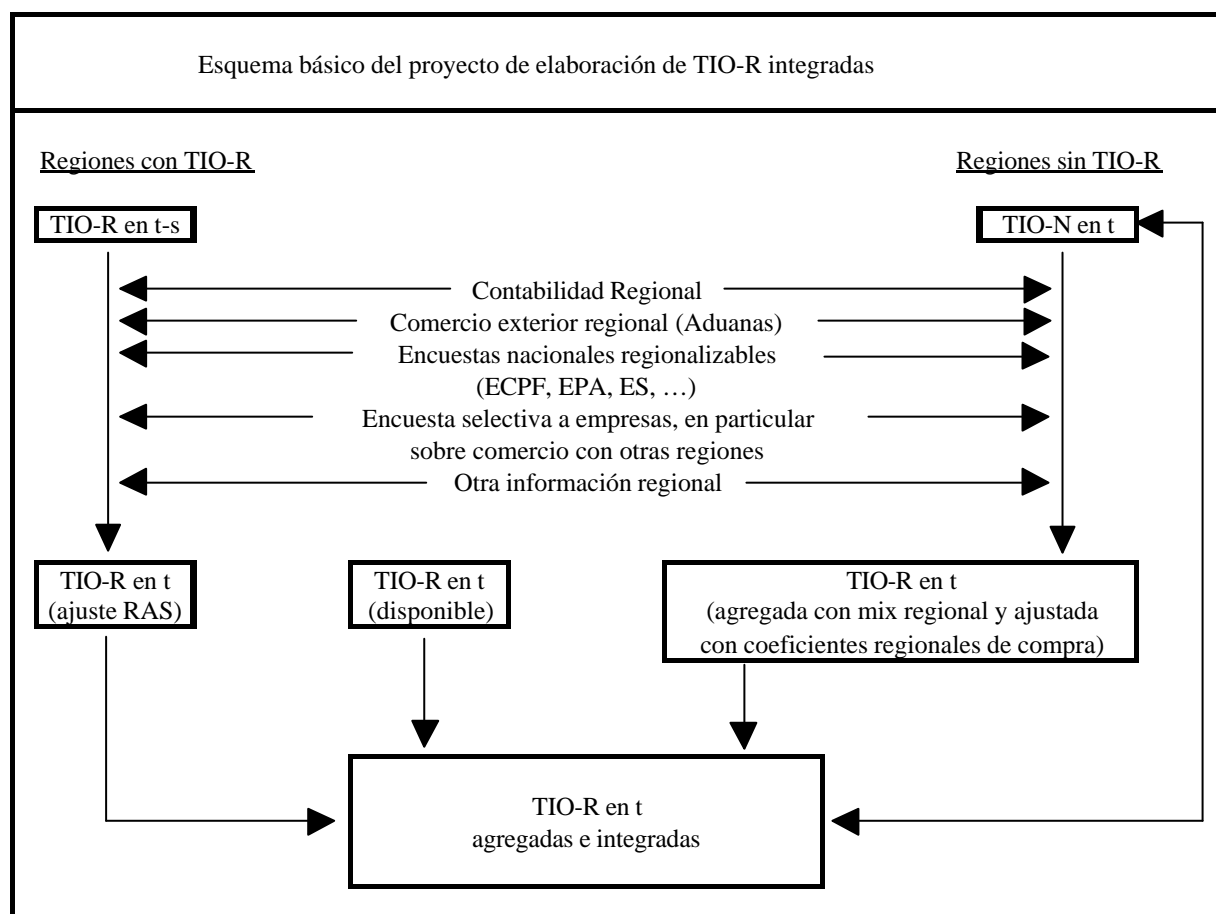 Esquema básico del proyecto de elaboración de TIO-R integradas
Regiones con TIO-R
Regiones sin TIO-R
TIO-R en t-s
TIO-N en t
Contabilidad Regional
Comercio exterior regional (Aduanas)
Encuestas nacionales regionalizables
(ECPF, EPA, ES, …)
Encuesta selectiva a empresas, en particular
sobre comercio con otras regiones
Otra información regional
TIO-R en t
(ajuste RAS)
TIO-R en t
(disponible)
TIO-R en t
(agregada con mix regional y ajustada
con coeficientes regionales de compra)
TIO-R en t
agregadas e integradas